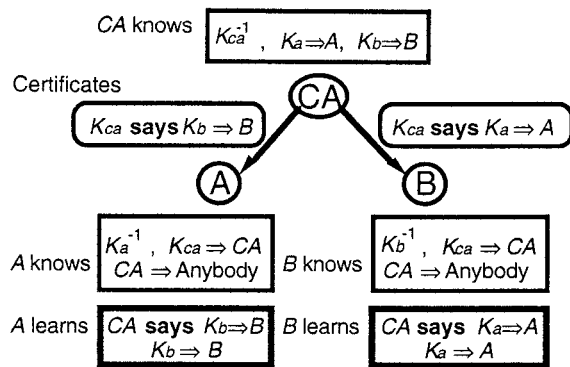 CA knows
Kca⁻¹ , Ka⇒A, Kb⇒B
Certificates
CA
Kca says Kb ⇒ B
Kca says Ka ⇒ A
A
B
A knows
Ka⁻¹ , Kca ⇒ CA
CA ⇒ Anybody
B knows
Kb⁻¹ , Kca ⇒ CA
CA ⇒ Anybody
A learns
CA says Kb⇒B
Kb ⇒ B
B learns
CA says Ka⇒A
Ka ⇒ A